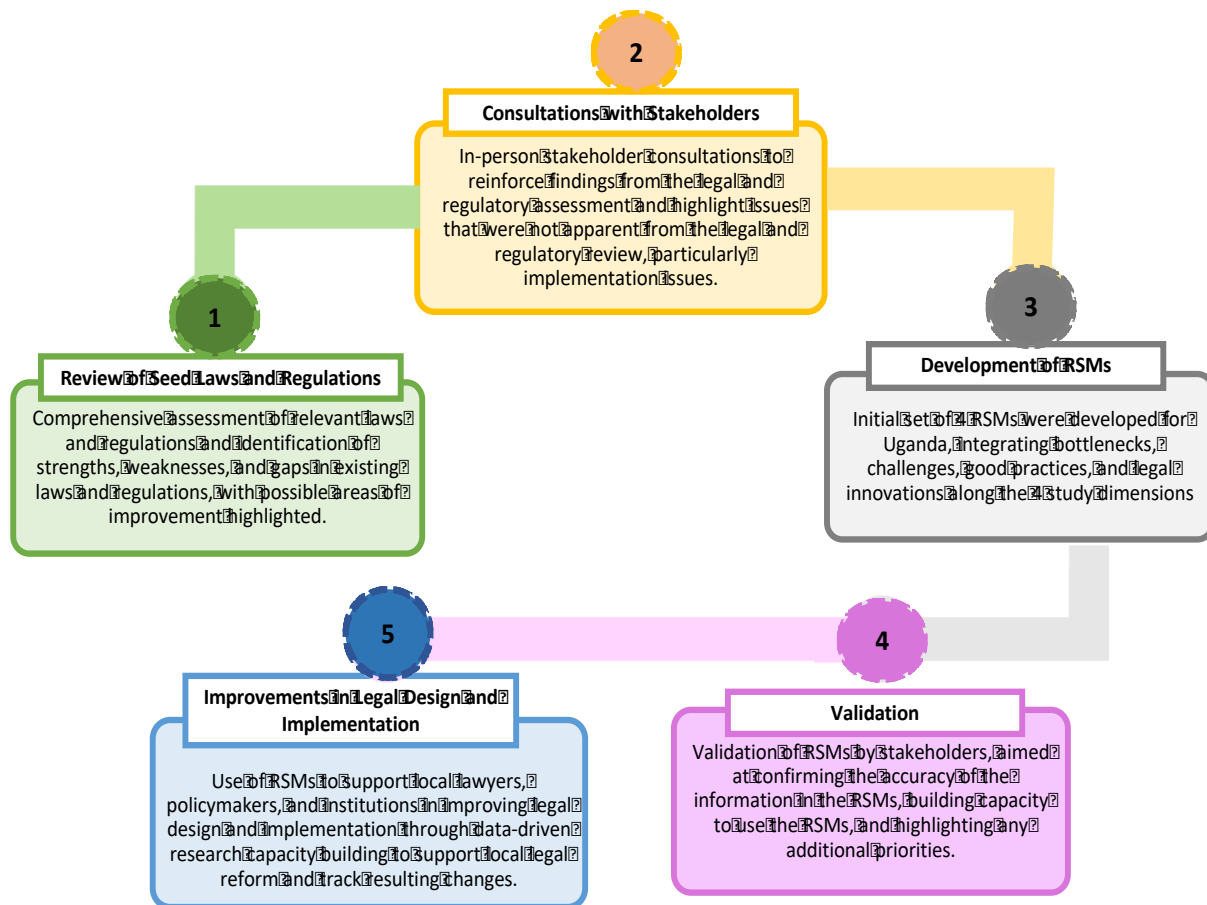 1
Review of Seed Laws and Regulations
Comprehensive assessment of relevant laws
and regulations and identification of
strengths, weaknesses, and gaps in existing
laws and regulations, with possible areas of
improvement highlighted.
2
Consultations with Stakeholders
In-person stakeholder consultations to
reinforce findings from the legal and
regulatory assessment and highlight issues
that were not apparent from the legal and
regulatory review, particularly
implementation issues.
3
Development of RSMs
Initial set of 4 RSMs were developed for
Uganda, integrating bottlenecks,
challenges, good practices, and legal
innovations along the 4 study dimensions
4
Validation
Validation of RSMs by stakeholders, aimed
at confirming the accuracy of the
information in the RSMs, building capacity
to use the RSMs, and highlighting any
additional priorities.
5
Improvements in Legal Design and
Implementation
Use of RSMs to support local lawyers,
policymakers, and institutions in improving legal
design and implementation through data-driven
research capacity building to support local legal
reform and track resulting changes.